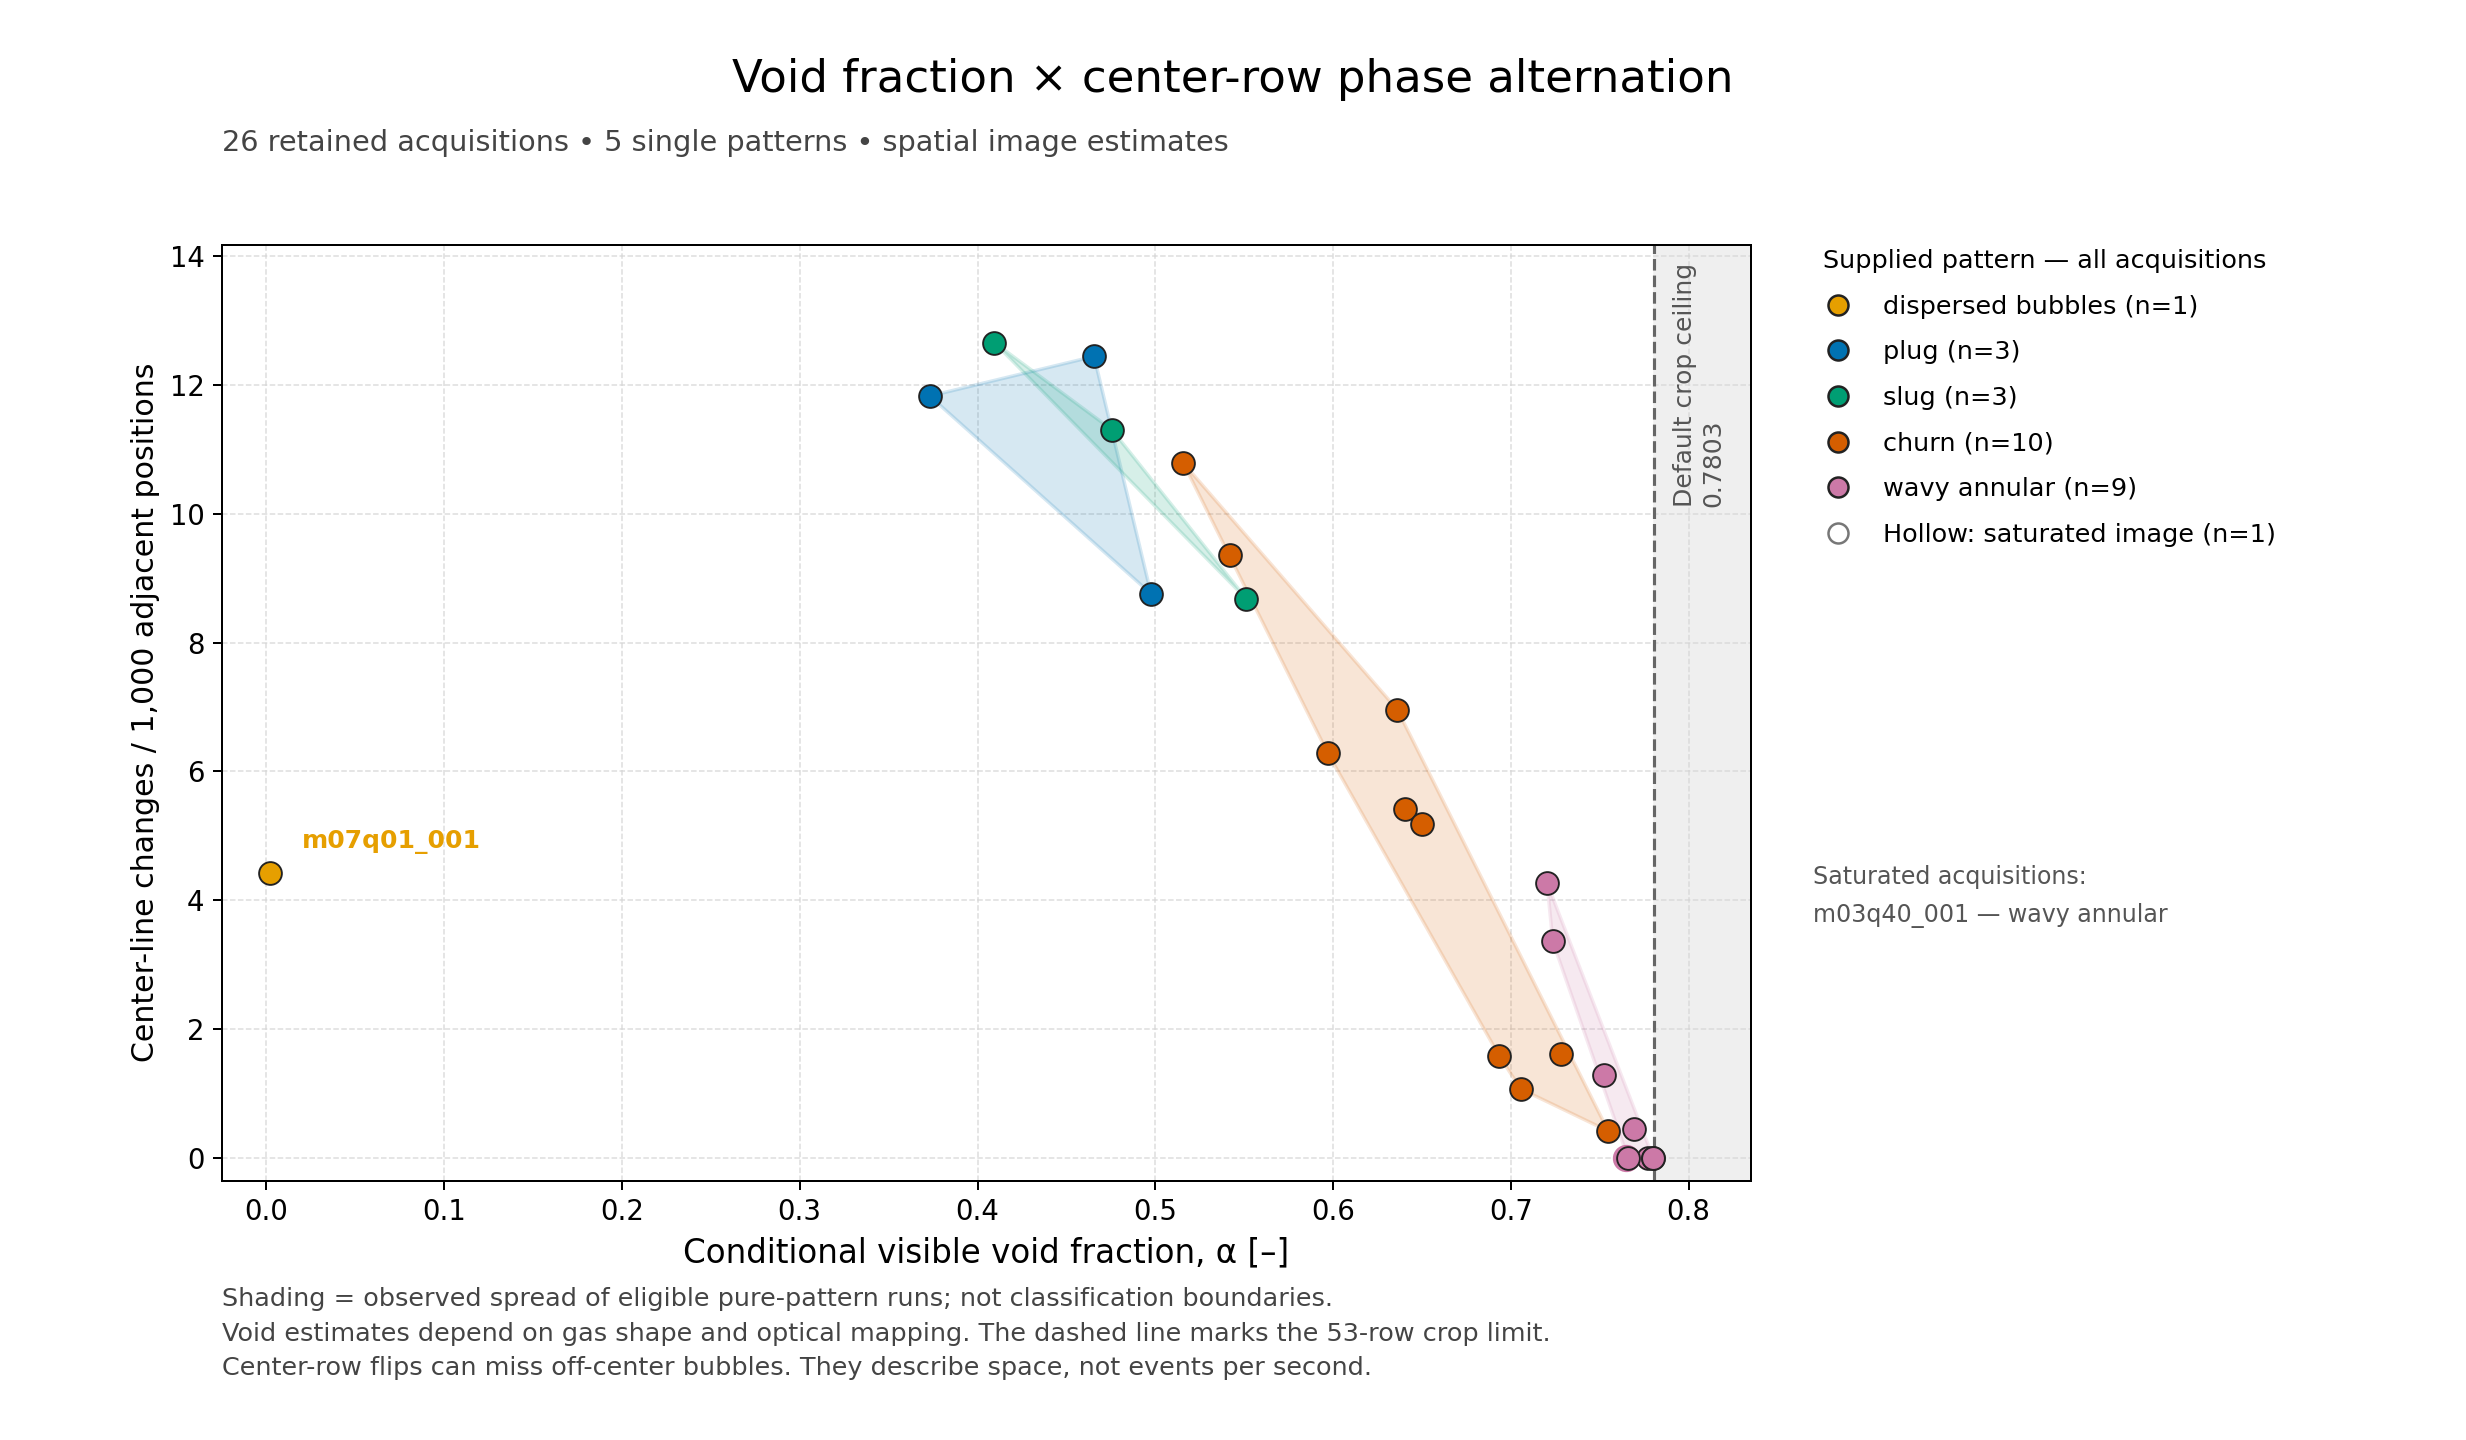 Void fraction × center-row phase alternation
26 retained acquisitions • 5 single patterns • spatial image estimates
Center-line changes / 1,000 adjacent positions
14
12
10
8
6
4
2
0
m07q01_001
Default crop ceiling
0.7803
0.0
0.1
0.2
0.3
0.4
0.5
0.6
0.7
0.8
Conditional visible void fraction, α [–]
Supplied pattern — all acquisitions
dispersed bubbles (n=1)
plug (n=3)
slug (n=3)
churn (n=10)
wavy annular (n=9)
Hollow: saturated image (n=1)
Saturated acquisitions:
m03q40_001 — wavy annular
Shading = observed spread of eligible pure-pattern runs; not classification boundaries.
Void estimates depend on gas shape and optical mapping. The dashed line marks the 53-row crop limit.
Center-row flips can miss off-center bubbles. They describe space, not events per second.